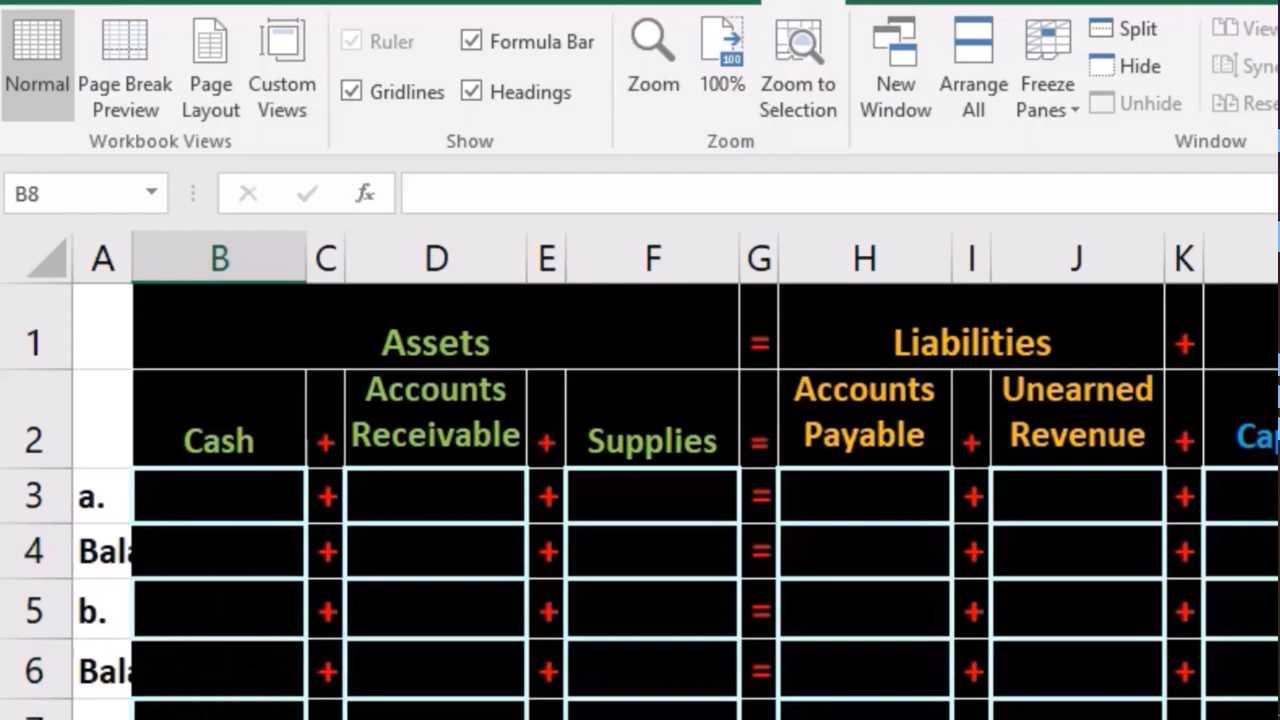 Normal
Page Break
Preview
Page
Layout
Custom
Views
Workbook Views
Ruler
Formula Bar
Gridlines
Headings
Show
Zoom
100
100%
Zoom to
Selection
Zoom
New
Window
Arrange
All
Freeze
Panes
Split
Hide
Unhide
Window
B8
fx
A B C D E F G H I J K
1 Assets = Liabilities +
Accounts Accounts Unearned
2 Cash + Receivable + Supplies = Payable + Revenue +
3 a. + + = + +
4 + + = + +
5 b. + + = + +
6 + + = + +